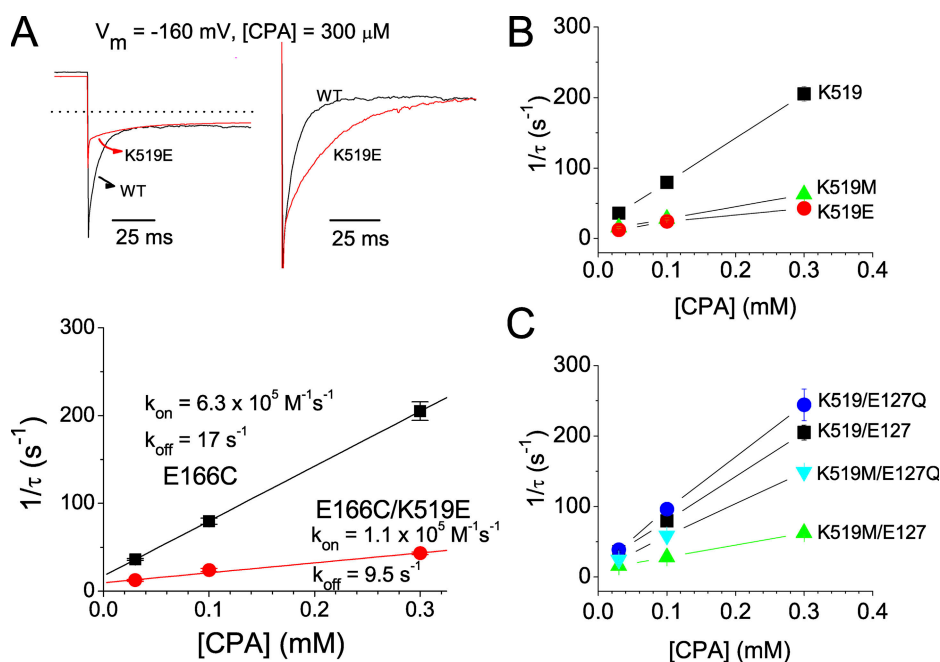 A
V_m = -160 mV, [CPA] = 300 μM
WT
K519E
WT
K519E
25 ms
25 ms
300
200
100
0
1/τ (s⁻¹)
k_on = 6.3 x 10⁵ M⁻¹s⁻¹
k_off = 17 s⁻¹
E166C
E166C/K519E
k_on = 1.1 x 10⁵ M⁻¹s⁻¹
k_off = 9.5 s⁻¹
0.0 0.1 0.2 0.3
[CPA] (mM)
B
300
200
100
0
1/τ (s⁻¹)
K519
K519M
K519E
0.0 0.1 0.2 0.3 0.4
[CPA] (mM)
C
300
200
100
0
1/τ (s⁻¹)
K519/E127Q
K519/E127
K519M/E127Q
K519M/E127
0.0 0.1 0.2 0.3 0.4
[CPA] (mM)